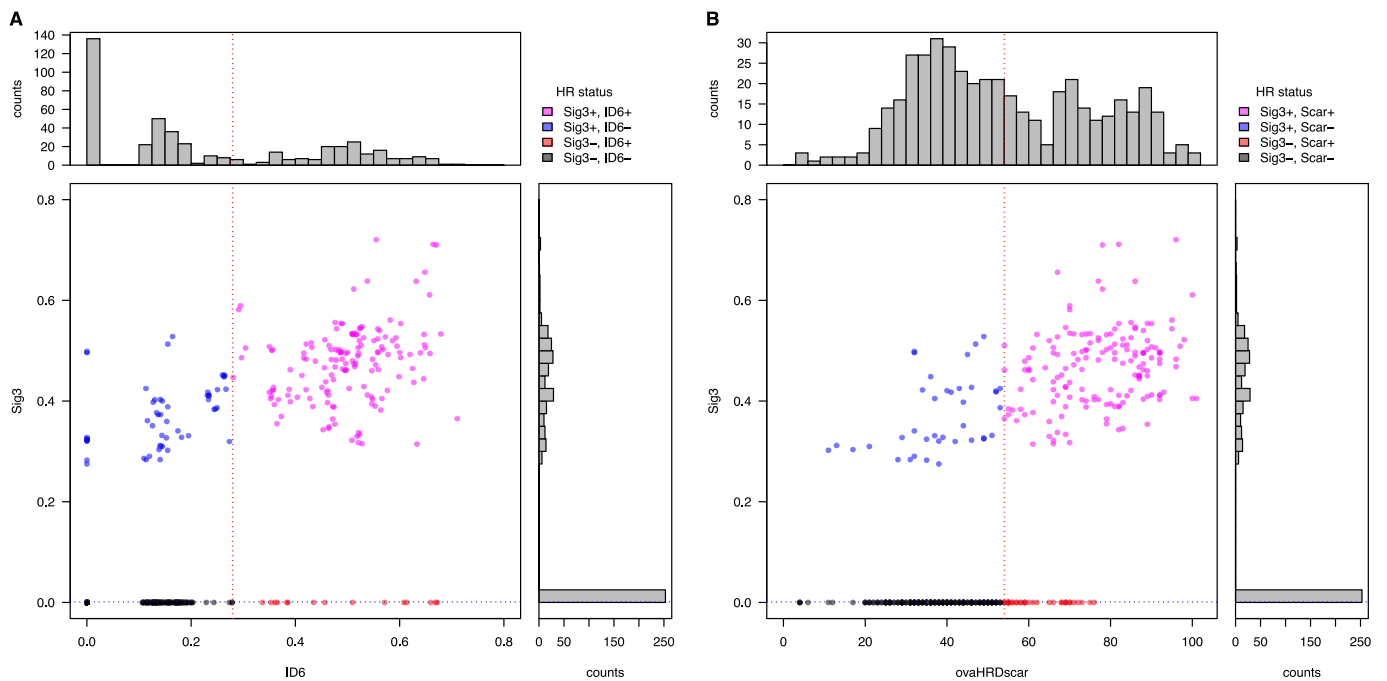 A
counts
140
120
100
80
60
40
20
0
HR status
Sig3+, ID6+
Sig3+, ID6−
Sig3−, ID6+
Sig3−, ID6−
Sig3
0.8
0.6
0.4
0.2
0.0
0.0 0.2 0.4 0.6 0.8
ID6
0 50 100 150 200 250
counts
B
counts
30
25
20
15
10
5
0
HR status
Sig3+, Scar+
Sig3+, Scar−
Sig3−, Scar+
Sig3−, Scar−
Sig3
0.8
0.6
0.4
0.2
0.0
0 20 40 60 80 100
ovaHRDscar
0 50 100 150 250
counts